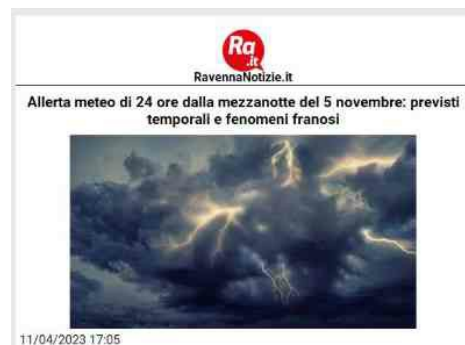 Ra
.it
RavennaNotizie.it
Allerta meteo di 24 ore dalla mezzanotte del 5 novembre: previsti
temporali e fenomeni franosi
11/04/2023 17:05